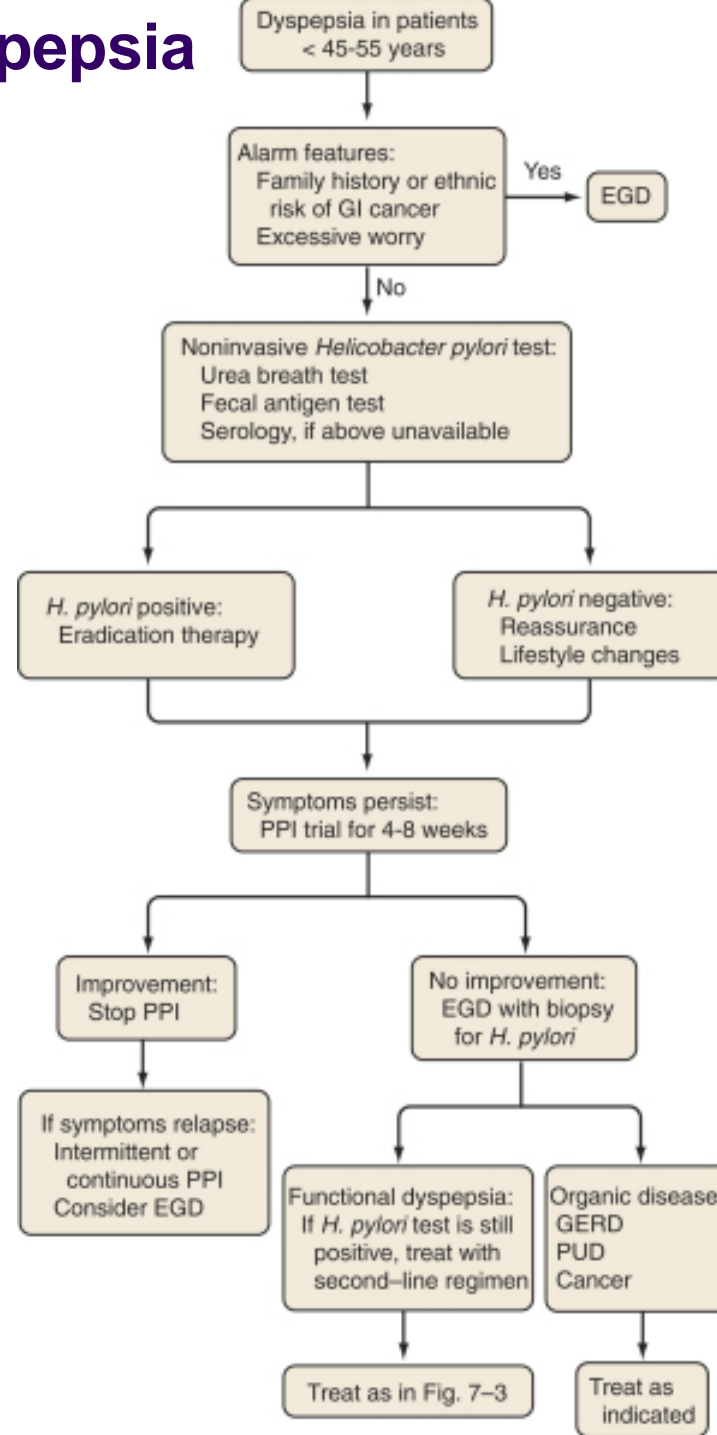 pepsia
Dyspepsia in patients
< 45-55 years
Alarm features:
Family history or ethnic
risk of GI cancer
Excessive worry
Yes
EGD
No
Noninvasive Helicobacter pylori test:
Urea breath test
Fecal antigen test
Serology, if above unavailable
H. pylori positive:
Eradication therapy
H. pylori negative:
Reassurance
Lifestyle changes
Symptoms persist:
PPI trial for 4-8 weeks
Improvement:
Stop PPI
No improvement:
EGD with biopsy
for H. pylori
If symptoms relapse:
Intermittent or
continuous PPI
Consider EGD
Functional dyspepsia:
If H. pylori test is still
positive, treat with
second–line regimen
Organic disease
GERD
PUD
Cancer
Treat as in Fig. 7–3
Treat as
indicated